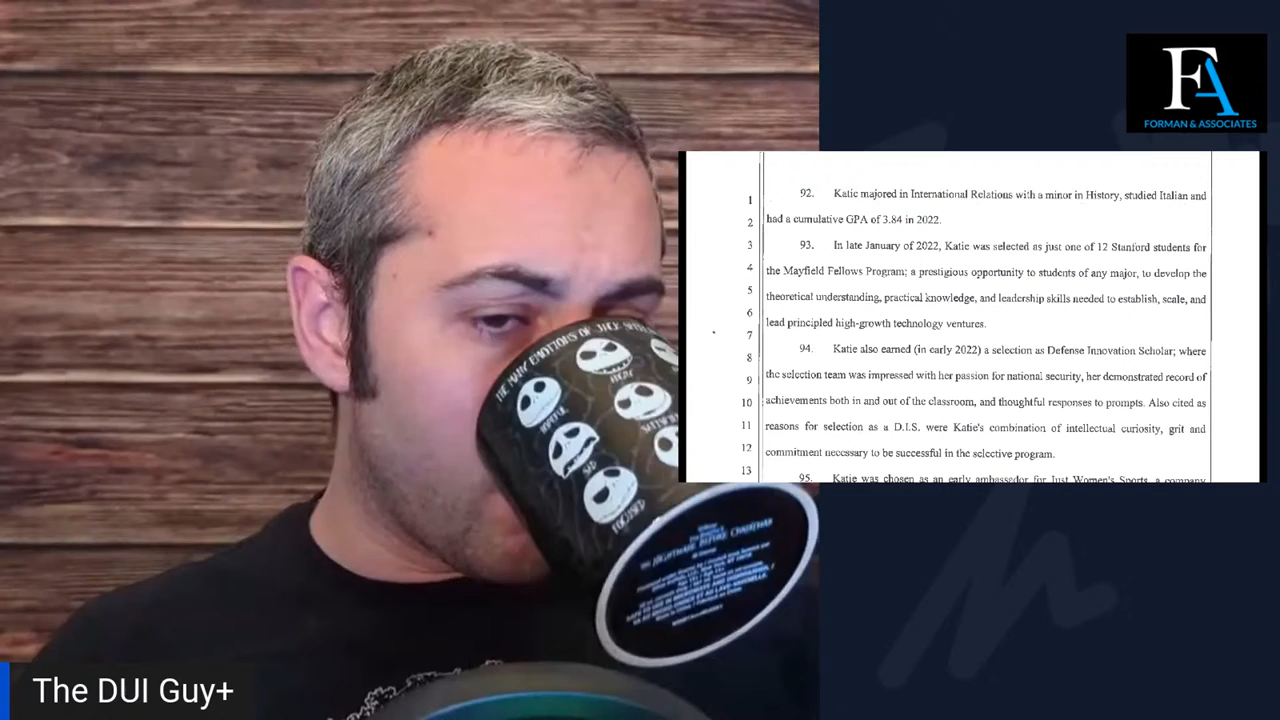 FA
FORMAN & ASSOCIATES
1 92. Katie majored in International Relations with a minor in History, studied Italian and
2 had a cumulative GPA of 3.84 in 2022.
3 93. In late January of 2022, Katie was selected as just one of 12 Stanford students for
4 the Mayfield Fellows Program; a prestigious opportunity to students of any major, to develop the
5 theoretical understanding, practical knowledge, and leadership skills needed to establish, scale, and
6 lead principled high-growth technology ventures.
7
8 94. Katie also earned (in early 2022) a selection as Defense Innovation Scholar; where
9 the selection team was impressed with her passion for national security, her demonstrated record of
10 achievements both in and out of the classroom, and thoughtful responses to prompts. Also cited as
11 reasons for selection as a D.I.S. were Katie's combination of intellectual curiosity, grit and
12 commitment necessary to be successful in the selective program.
13 95. Katie was chosen as an early ambassador for Just Women's Sports, a company
THE MANY EMOTIONS OF JACK
HOPEFUL
SAD
FOCUSED
THE NIGHTMARE BEFORE CHRISTMAS
The DUI Guy+